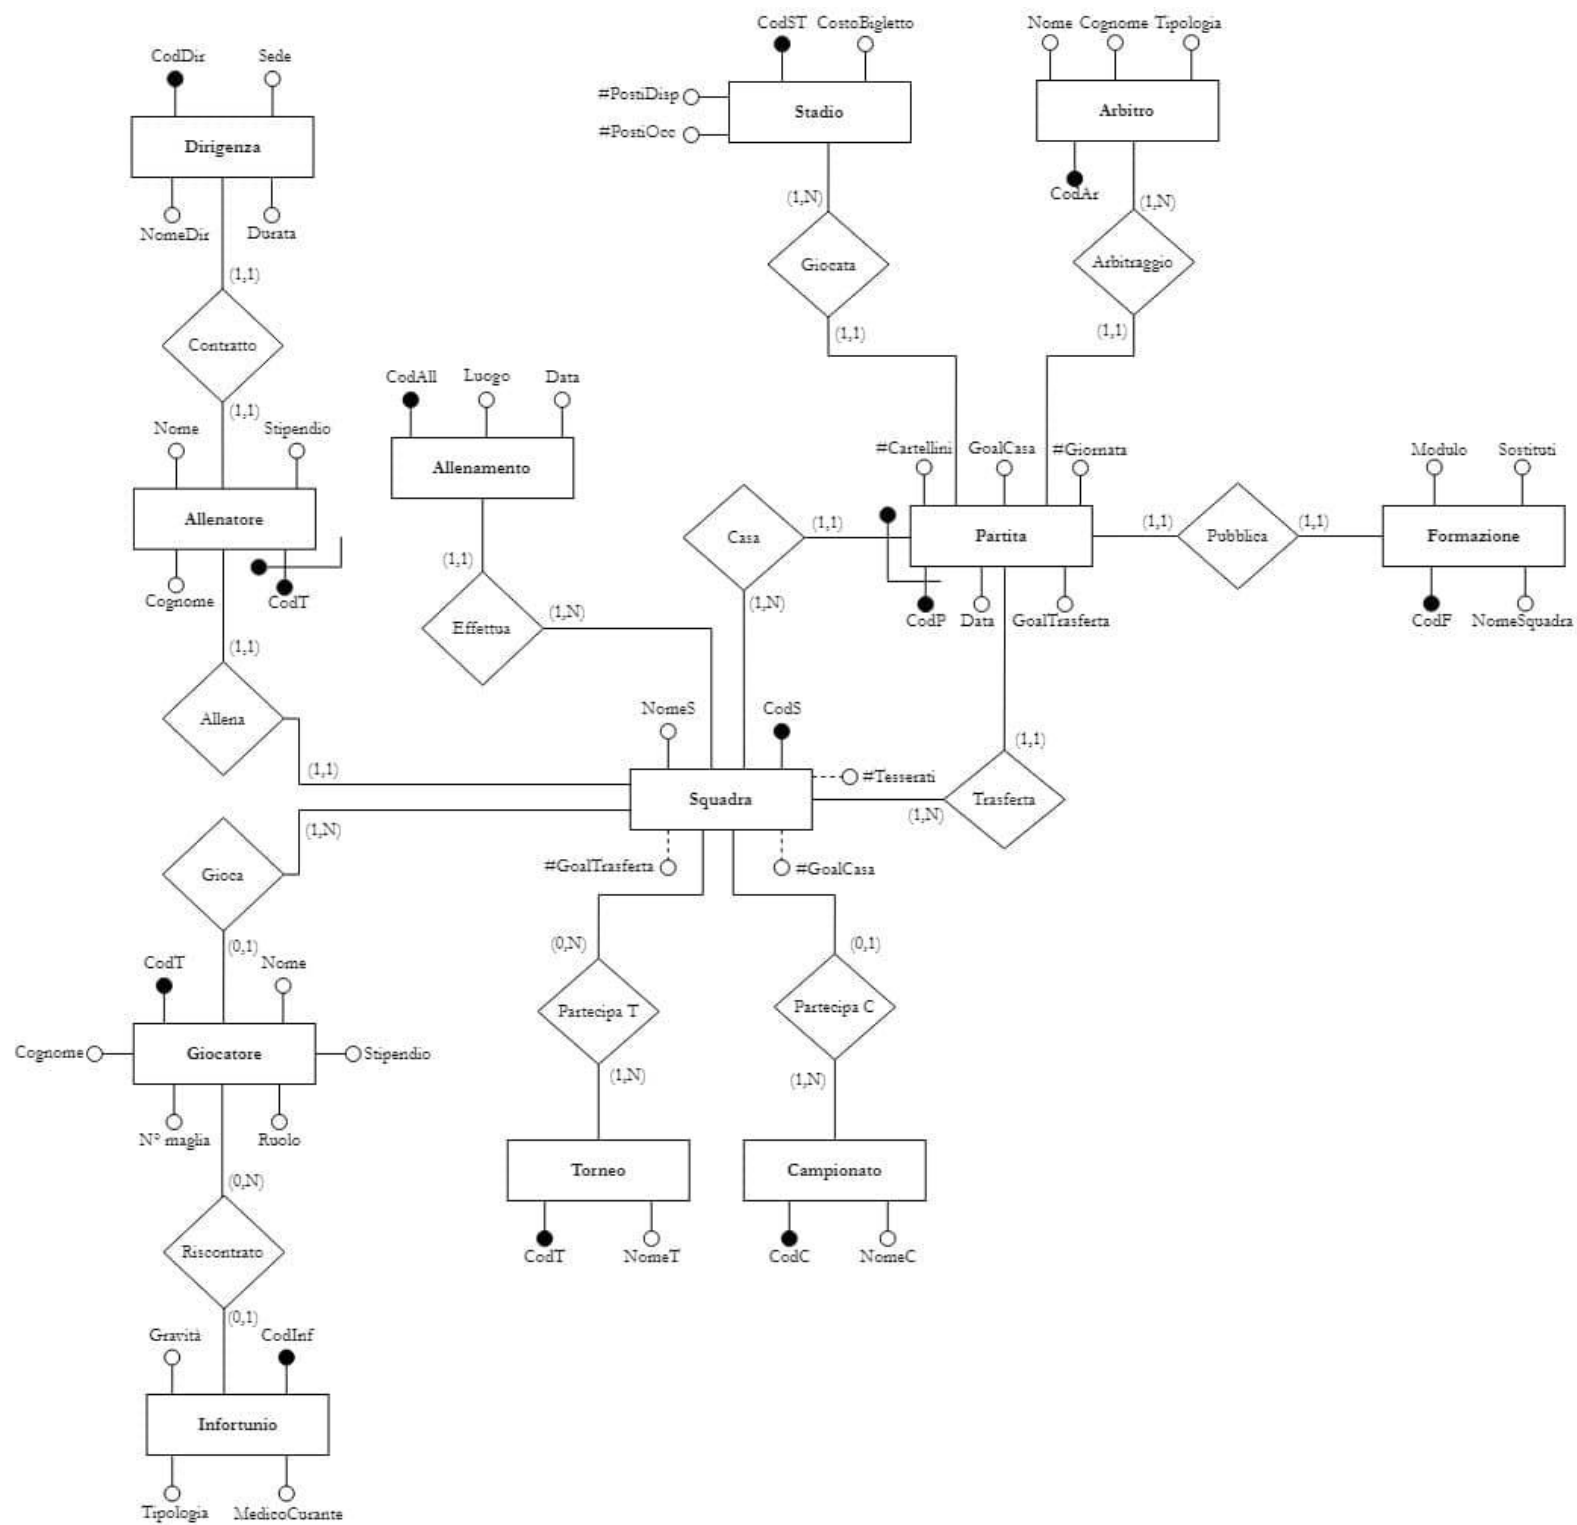 CodST CostoBiglietto
Nome Cognome Tipologia
CodDir Sede
#PostiDisp
Stadio
Arbitro
#PostiOcc
Dirigenza
CodAr
(1,N)
(1,N)
NomeDir Durata
Giocata
Arbitraggio
(1,1)
(1,1)
(1,1)
Contratto
CodAll Luogo Data
(1,1)
Nome Stipendio
#Cartellini GoalCasa #Giornata
Modulo Sostituti
Allenamento
Allenatore
(1,1)
(1,1)
(1,1)
Casa
Partita
Pubblica
Formazione
(1,1)
Cognome CodT
(1,N)
(1,N)
CodP Data GoalTrasferta
CodF NomeSquadra
Effettua
(1,1)
NomeS CodS
Allena
(1,1)
(1,1)
#Tesserati
Squadra
Trasferta
(1,N)
(1,N)
#GoalTrasferta
#GoalCasa
Gioca
(0,1)
(0,N)
(0,1)
CodT Nome
Partecipa T
Partecipa C
Cognome
Giocatore
Stipendio
(1,N)
(1,N)
N° maglia Ruolo
Torneo
Campionato
(0,N)
Riscontrato
CodT NomeT
CodC NomeC
(0,1)
Gravità CodInf
Infortunio
Tipologia MedicoCurante